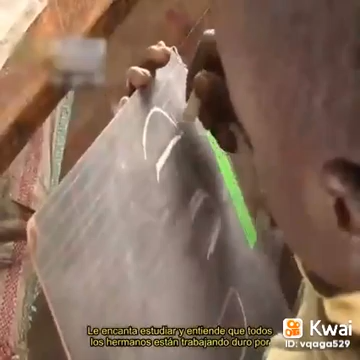 Le encanta estudiar y entiende que todos
los hermanos están trabajando duro por
Kwai
ID: vqaga529